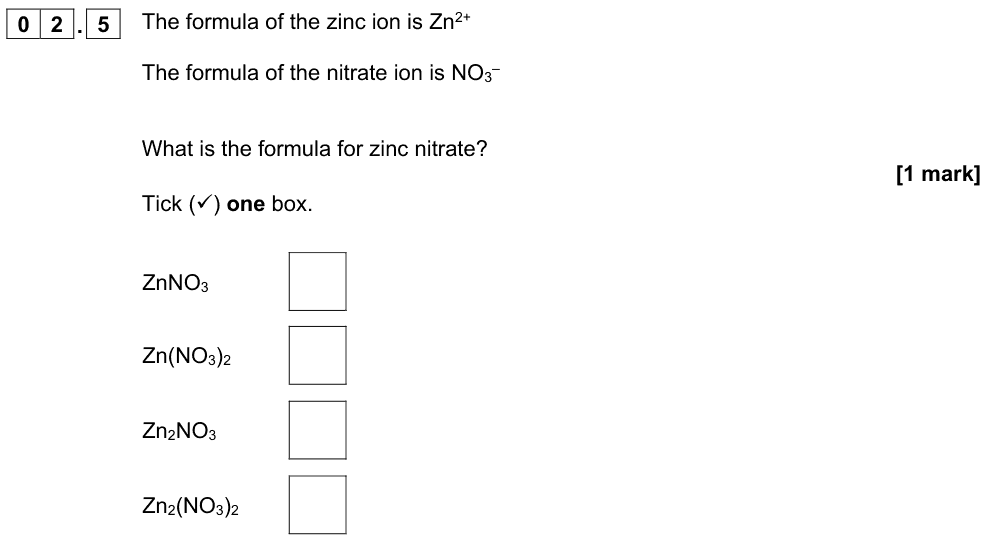 0 2 . 5 The formula of the zinc ion is Zn²⁺
The formula of the nitrate ion is NO₃⁻
What is the formula for zinc nitrate?
[1 mark]
Tick (✓) one box.
ZnNO₃
Zn(NO₃)₂
Zn₂NO₃
Zn₂(NO₃)₂